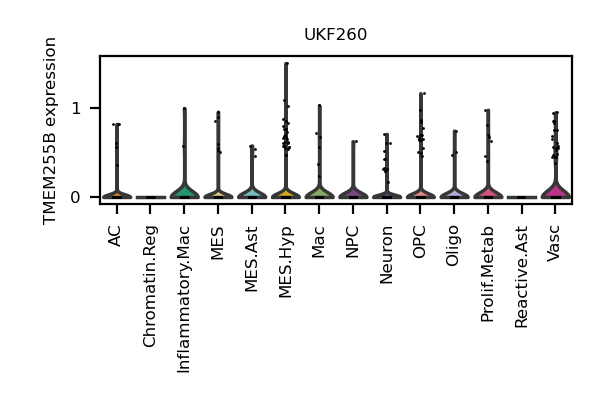 UKF260
TMEM255B expression
1
0
AC
Chromatin.Reg
Inflammatory.Mac
MES
MES.Ast
MES.Hyp
Mac
NPC
Neuron
OPC
Oligo
Prolif.Metab
Reactive.Ast
Vasc